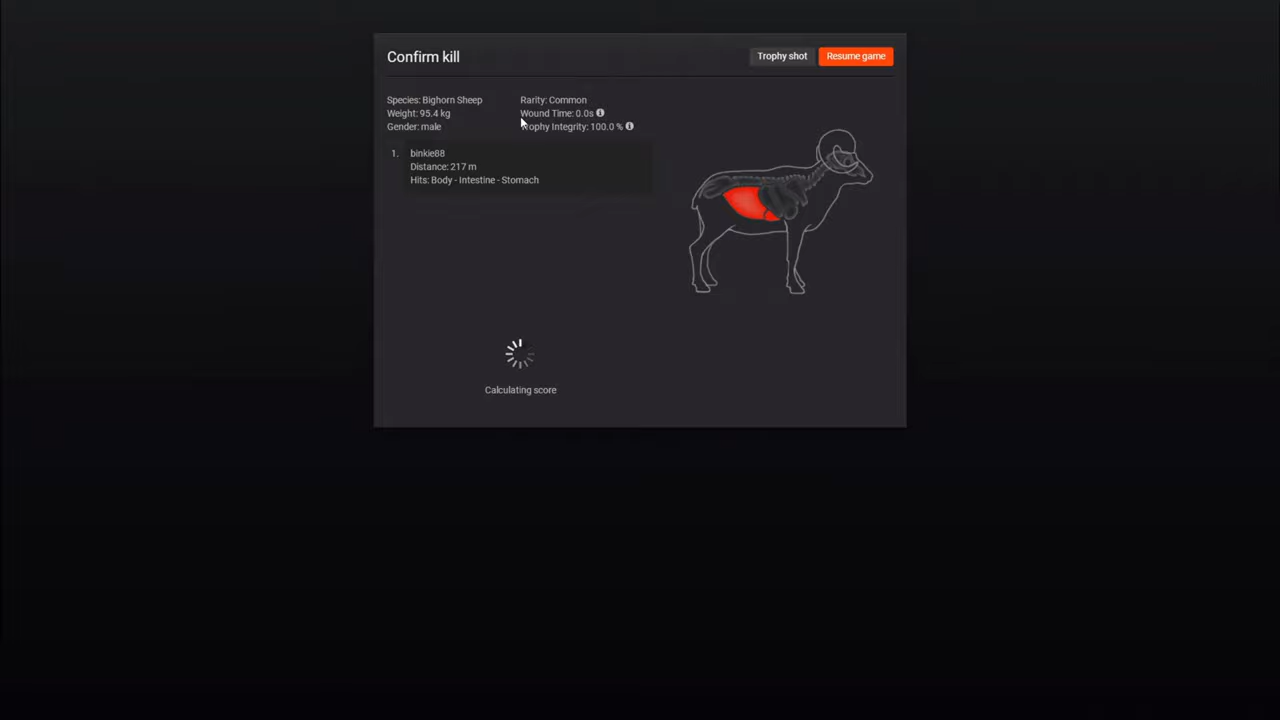 Confirm kill
Trophy shot
Resume game
Species: Bighorn Sheep
Weight: 95.4 kg
Gender: male
Rarity: Common
Wound Time: 0.0s
Trophy Integrity: 100.0 %
1. binkie88
Distance: 217 m
Hits: Body - Intestine - Stomach
Calculating score